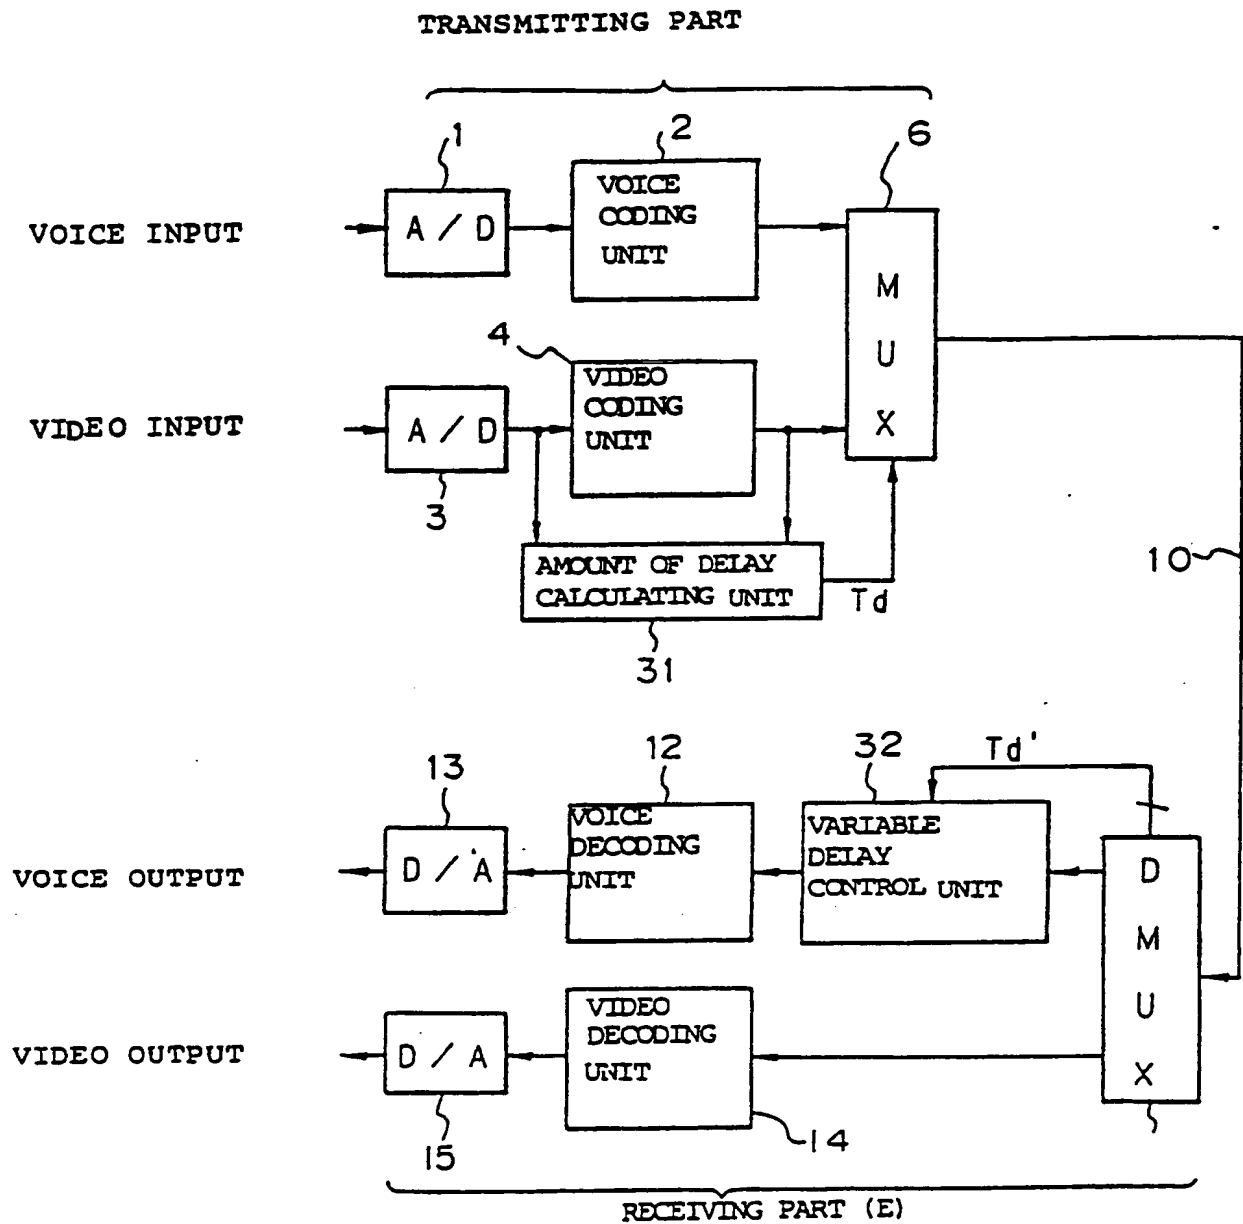 TRANSMITTING PART
1
2
6
VOICE INPUT
A / D
VOICE
CODING
UNIT
M
U
X
4
VIDEO INPUT
A / D
VIDEO
CODING
UNIT
3
AMOUNT OF DELAY
CALCULATING UNIT
Td
10
31
13
12
32
Td'
VOICE OUTPUT
D / A
VOICE
DECODING
UNIT
VARIABLE
DELAY
CONTROL UNIT
D
M
U
X
VIDEO OUTPUT
D / A
VIDEO
DECODING
UNIT
15
14
RECEIVING PART (E)